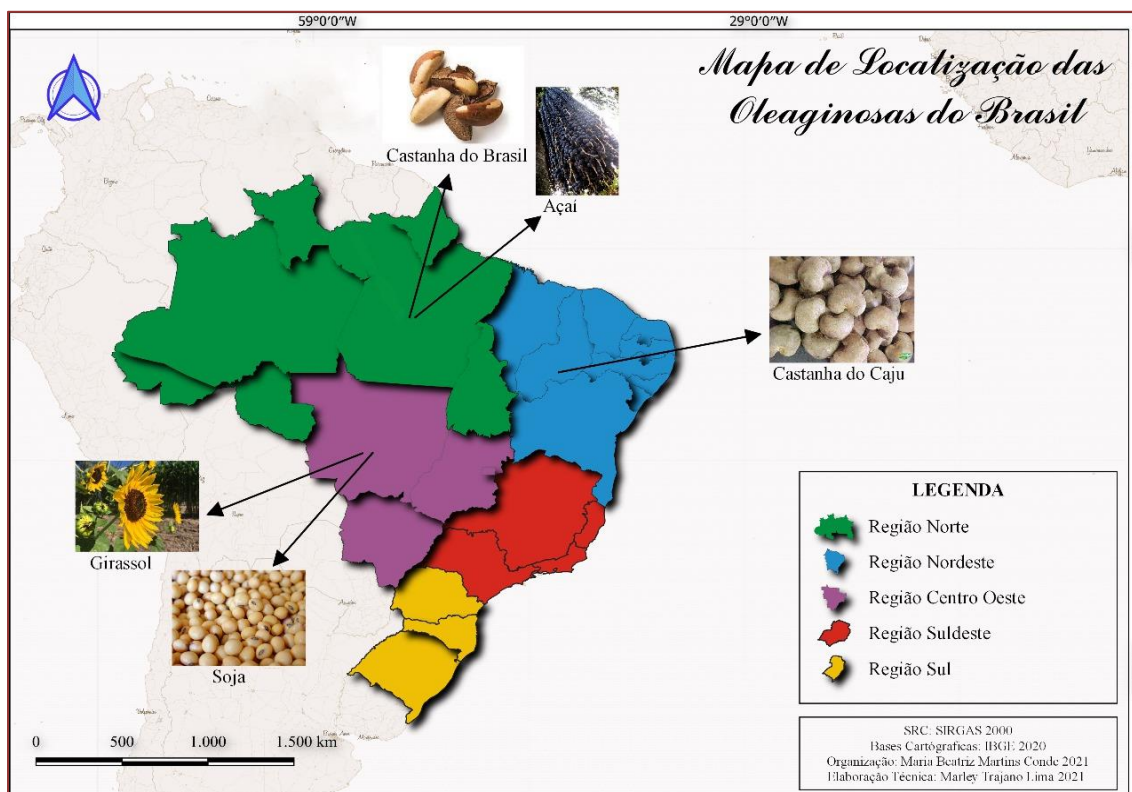 59°0'0"W
29°0'0"W
Mapa de Localização das
Oleaginosas do Brasil
Castanha do Brasil
Açaí
Castanha do Caju
Girassol
Soja
LEGENDA
Região Norte
Região Nordeste
Região Centro Oeste
Região Suldeste
Região Sul
0 500 1.000 1.500 km
SRC: SIRGAS 2000
Bases Cartógraficas: IBGE 2020
Organização: Maria Beatriz Martins Conde 2021
Elaboração Técnica: Marley Trajano Lima 2021